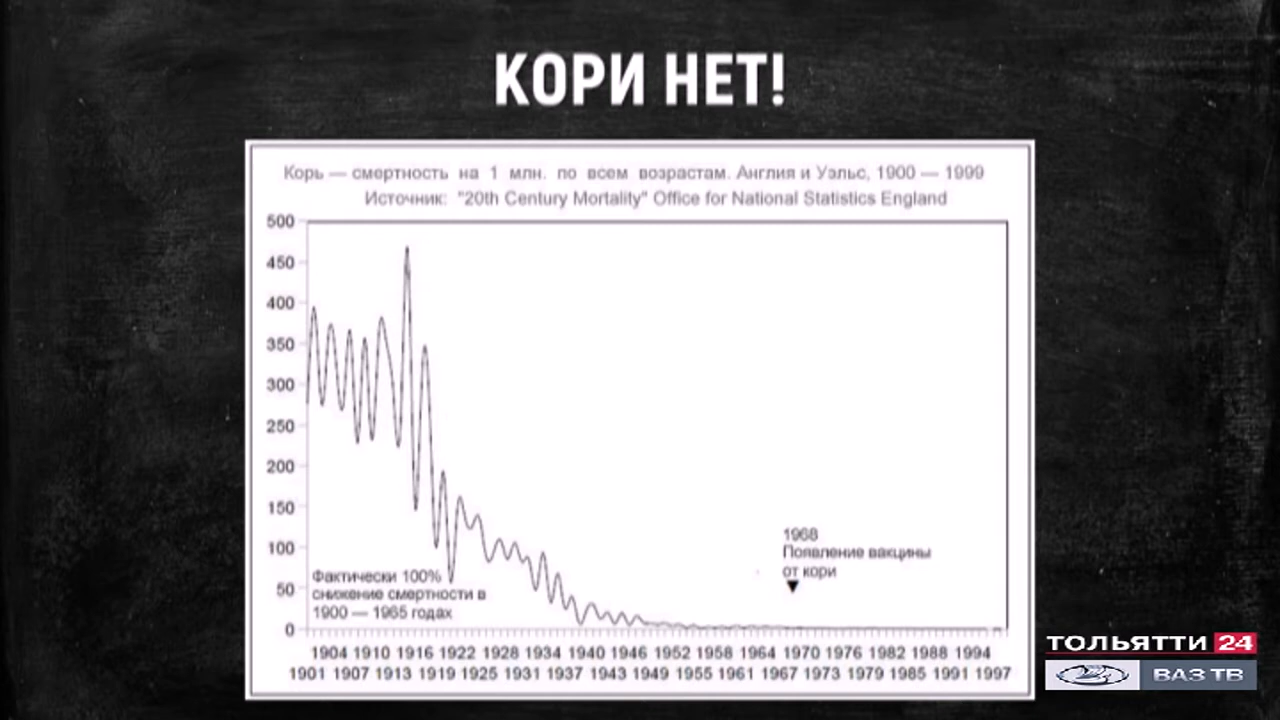 КОРИ НЕТ!
Корь — смертность на 1 млн. по всем возрастам. Англия и Уэльс, 1900 — 1999
Источник: "20th Century Mortality" Office for National Statistics England
500
450
400
350
300
250
200
150
100
50
0
1968
Появление вакцины
от кори
Фактически 100%
снижение смертности в
1900 — 1965 годах
1904 1910 1916 1922 1928 1934 1940 1946 1952 1958 1964 1970 1976 1982 1988 1994
1901 1907 1913 1919 1925 1931 1937 1943 1949 1955 1961 1967 1973 1979 1985 1991 1997
ТОЛЬЯТТИ 24
ВАЗ ТВ